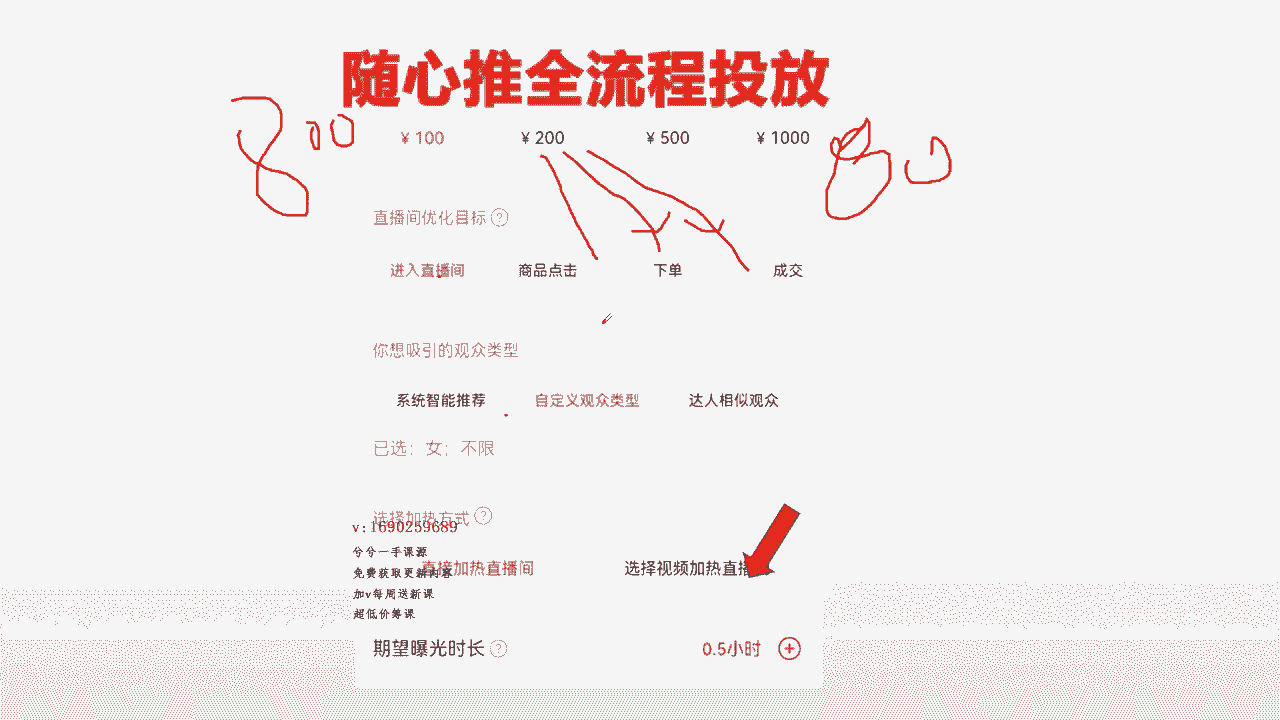 随心推全流程投放
800
¥ 100 ¥ 200 ¥ 500 ¥ 1000
直播间优化目标 ?
进入直播间 商品点击 下单 成交
你想吸引的观众类型
系统智能推荐 自定义观众类型 达人相似观众
已选：女；不限
选择加热方式 ?
v:1690259689
兮兮一手课源
直接加热直播间 选择视频加热直播
免费获取更新内容
加v每周送新课
超低价筹课
期望曝光时长 ? 0.5小时 +